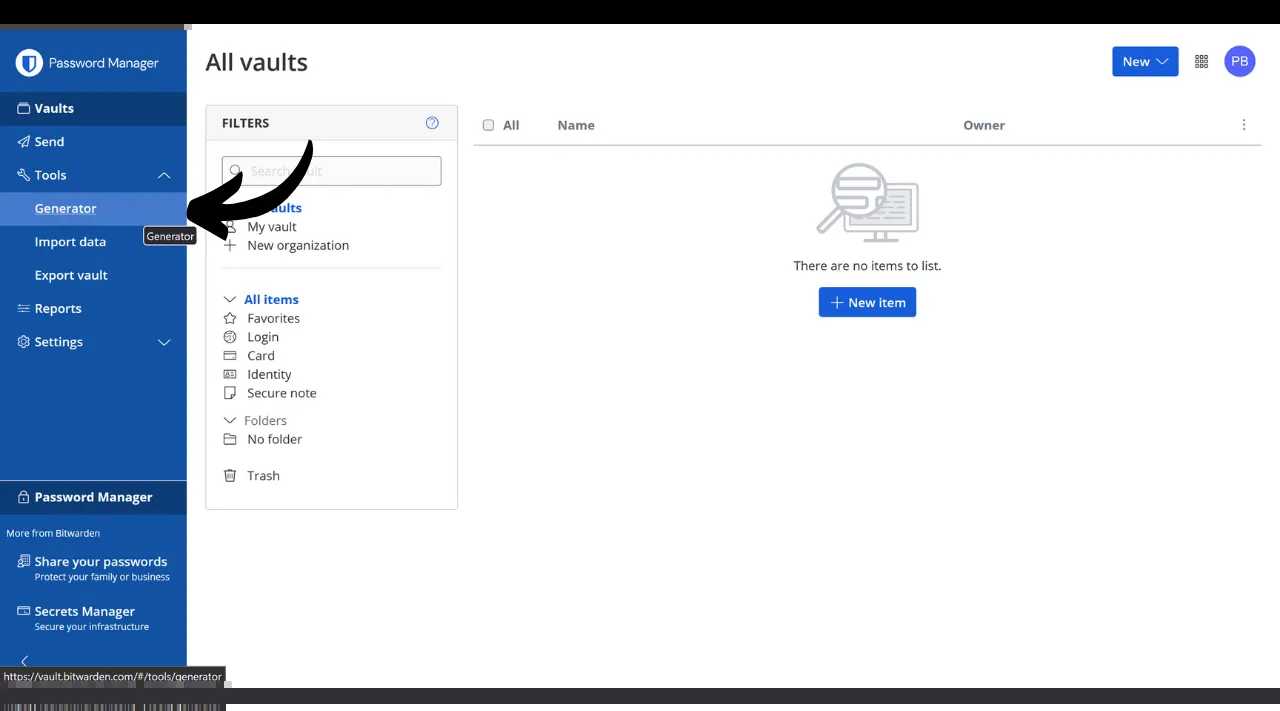 Password Manager
Vaults
Send
Tools
Generator
Generator
Import data
Export vault
Reports
Settings
Password Manager
More from Bitwarden
Share your passwords
Protect your family or business
Secrets Manager
Secure your infrastructure
https://vault.bitwarden.com/#/tools/generator
All vaults
New
PB
FILTERS
Search
My vault
New organization
All items
Favorites
Login
Card
Identity
Secure note
Folders
No folder
Trash
All Name Owner
There are no items to list.
New item